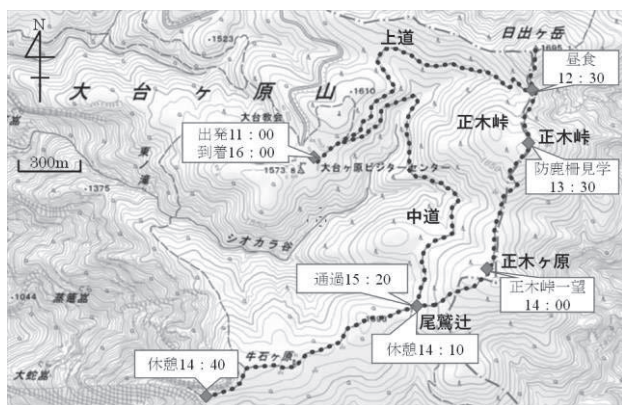 N
日出ヶ岳
・1695
上道
・1523
大台ヶ原山
昼食
12:30
・1610
大台教会
出発11:00
到着16:00
正木峠
正木峠
300m
東ノ滝
1573
大台ヶ原ビジターセンター
防鹿柵見学
13:30
・1375
中道
シオカラ谷
正木ヶ原
通過15:20
正木峠一望
14:00
・1044
蒸籠嵓
尾鷲辻
休憩14:40
牛石ヶ原
休憩14:10
大蛇嵓